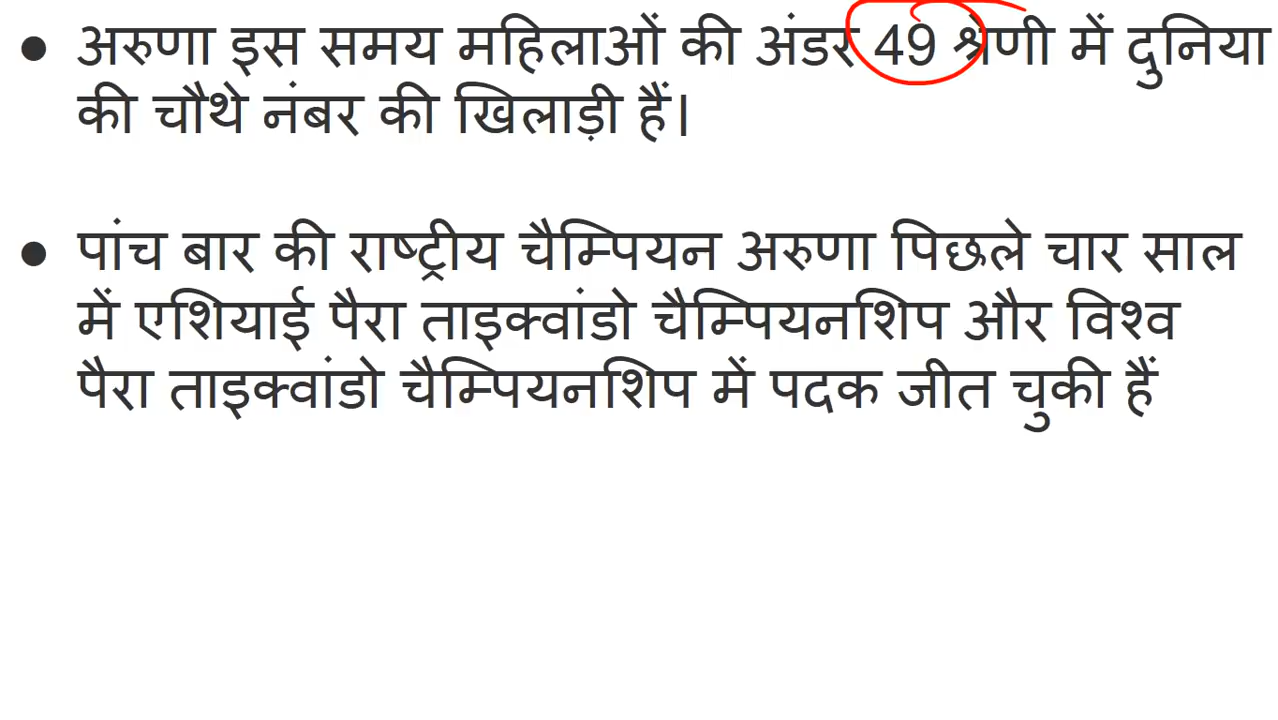 ● अरुणा इस समय महिलाओं की अंडर 49 श्रेणी में दुनिया
की चौथे नंबर की खिलाड़ी हैं।
● पांच बार की राष्ट्रीय चैम्पियन अरुणा पिछले चार साल
में एशियाई पैरा ताइक्वांडो चैम्पियनशिप और विश्व
पैरा ताइक्वांडो चैम्पियनशिप में पदक जीत चुकी हैं